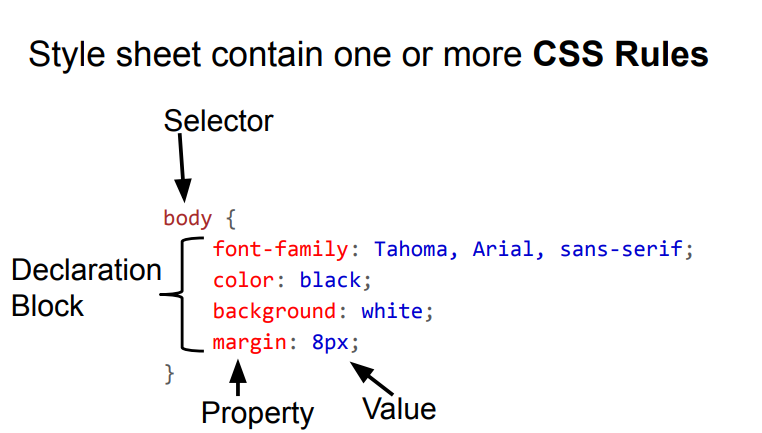 Style sheet contain one or more CSS Rules
Selector
body {
font-family: Tahoma, Arial, sans-serif;
Declaration
Block
color: black;
background: white;
margin: 8px;
}
Property
Value